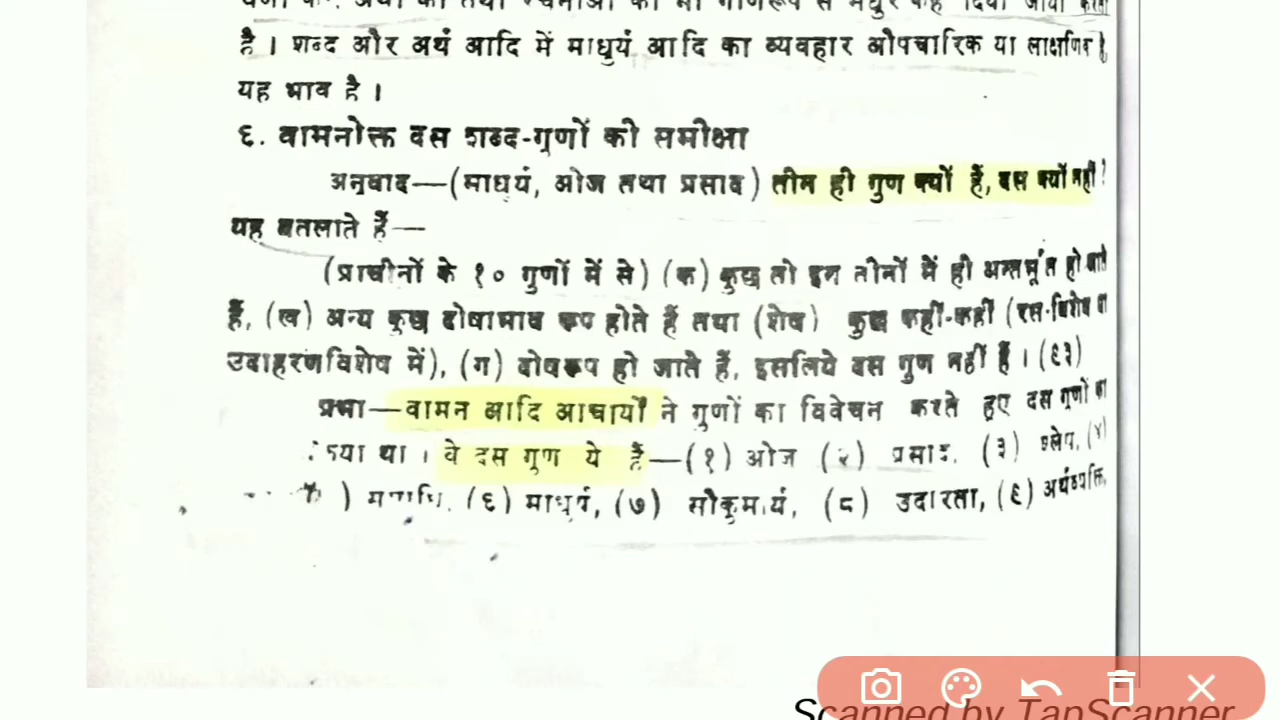 है । शब्द और अर्थ आदि में माधुर्य आदि का व्यवहार औपचारिक या लाक्षणिक है,
यह भाव है ।
६. वामनोक्त दस शब्द-गुणों की समीक्षा
अनुवाद—(माधुर्य, ओज तथा प्रसाद) तीन ही गुण क्यों हैं, दस क्यों नहीं?
यह बतलाते हैं—
(प्राचीनों के १० गुणों में से) (क) कुछ तो इन तीनों में ही अन्तर्भूत हो जाते
हैं, (ख) अन्य कुछ दोषाभाव रूप होते हैं तथा (शेष) कुछ कहीं-कहीं (रस-विशेष या
उदाहरणविशेष में), (ग) दोषरूप हो जाते हैं, इसलिये दस गुण नहीं हैं । (९३)
प्रभा—वामन आदि आचार्यों ने गुणों का विवेचन करते हुए दस गुणों का
था । वे दस गुण ये हैं—(१) ओज (२) प्रसाद, (३) श्लेष, (४)
समाधि, (६) माधुर्य, (७) सौकुमार्य, (८) उदारता, (९) अर्थव्यक्ति,
Scanned by TapScanner